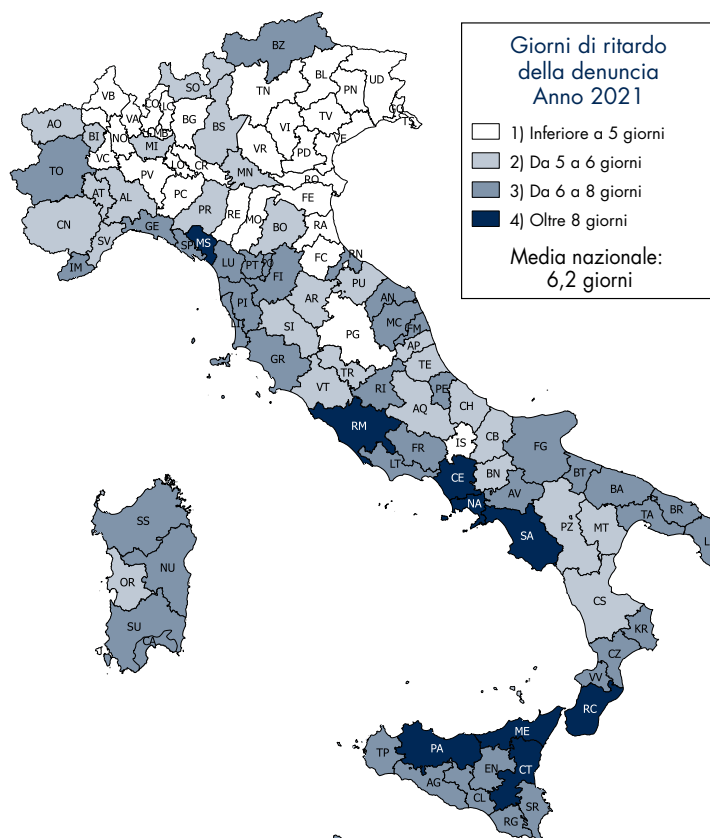 Giorni di ritardo
della denuncia
Anno 2021
1) Inferiore a 5 giorni
2) Da 5 a 6 giorni
3) Da 6 a 8 giorni
4) Oltre 8 giorni
Media nazionale:
6,2 giorni
BZ
SO
BL
UD
VB
TN
PN
CO
LC
GO
AO
VA
BG
BS
TV
TS
BI
NO
MB
MI
VI
VE
TO
VC
LO
CR
VR
PD
MN
PV
RO
AT
AL
PC
PR
RE
MO
FE
CN
BO
RA
SV
GE
SP
MS
FC
RN
IM
LU
PT
PO
FI
PU
PI
AR
AN
LI
SI
MC
FM
GR
PG
AP
TE
VT
TR
RI
PE
AQ
CH
RM
IS
CB
FG
FR
LT
CE
BN
BT
BA
NA
AV
TA
BR
SA
PZ
MT
L
SS
NU
OR
CS
SU
CA
KR
CZ
VV
RC
ME
TP
PA
EN
CT
AG
CL
SR
RG